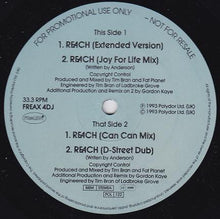 FOR PROMOTIONAL USE ONLY - NOT FOR RESALE
This Side 1
1. REACH (Extended Version)
2. REACH (Joy For Life Mix)
(Written by Anderson)
Copyright Control
Produced and Mixed by Tim Bran and Fat Planet
Engineered by Tim Bran of Ladbroke Grove
Additional Production and Remix by Gordon Kaye
33.3 RPM
FREAX 4DJ
℗ 1993 Polydor Ltd. (UK)
© 1993 Polydor Ltd. (UK)
That Side 2
1. REACH (Can Can Mix)
2. REACH (D-Street Dub)
(Written by Anderson)
Copyright Control
Produced and Mixed by Tim Bran and Fat Planet
Engineered by Tim Bran of Ladbroke Grove
Additional Production and Remix on 2 by Gordon Kaye
MCPS